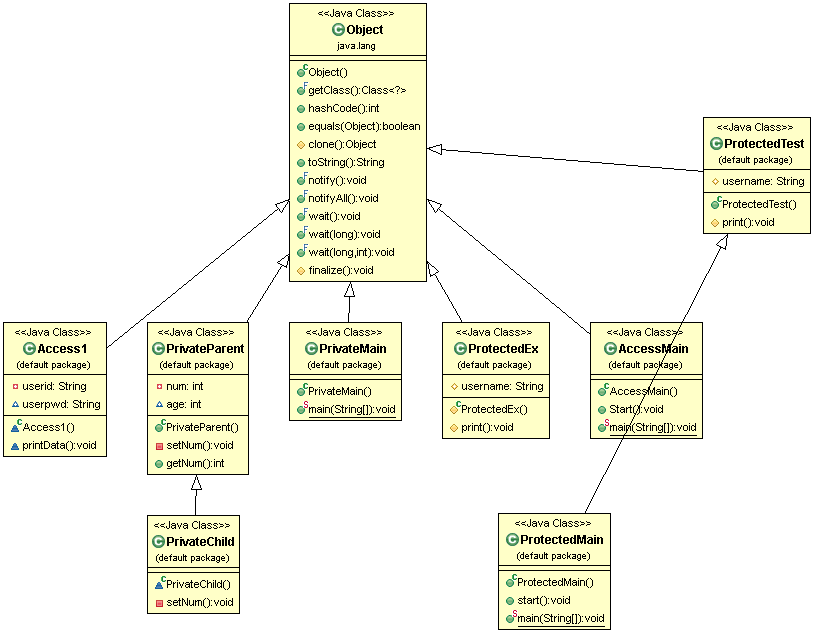 <<Java Class>>
Object
java.lang
Object()
getClass():Class<?>
hashCode():int
equals(Object):boolean
clone():Object
toString():String
notify():void
notifyAll():void
wait():void
wait(long):void
wait(long,int):void
finalize():void
<<Java Class>>
ProtectedTest
(default package)
username: String
ProtectedTest()
print():void
<<Java Class>>
Access1
(default package)
userid: String
userpwd: String
Access1()
printData():void
<<Java Class>>
PrivateParent
(default package)
num: int
age: int
PrivateParent()
setNum():void
getNum():int
<<Java Class>>
PrivateMain
(default package)
PrivateMain()
main(String[]):void
<<Java Class>>
ProtectedEx
(default package)
username: String
ProtectedEx()
print():void
<<Java Class>>
AccessMain
(default package)
AccessMain()
Start():void
main(String[]):void
<<Java Class>>
PrivateChild
(default package)
PrivateChild()
setNum():void
<<Java Class>>
ProtectedMain
(default package)
ProtectedMain()
start():void
main(String[]):void